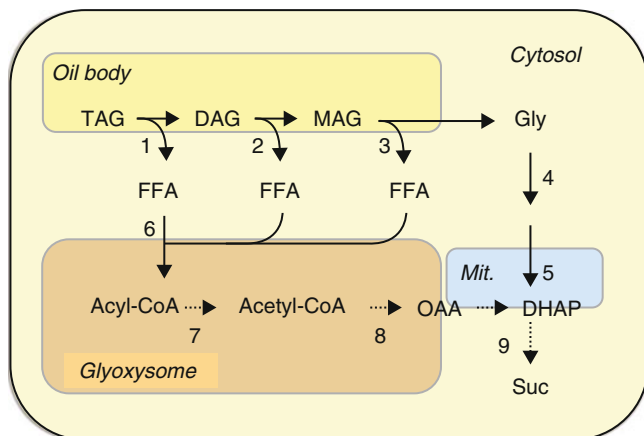 Oil body
Cytosol
TAG DAG MAG Gly
1 2 3
4
FFA FFA FFA
6
Mit. 5
Acyl-CoA Acetyl-CoA OAA DHAP
7 8 9
Glyoxysome
Suc